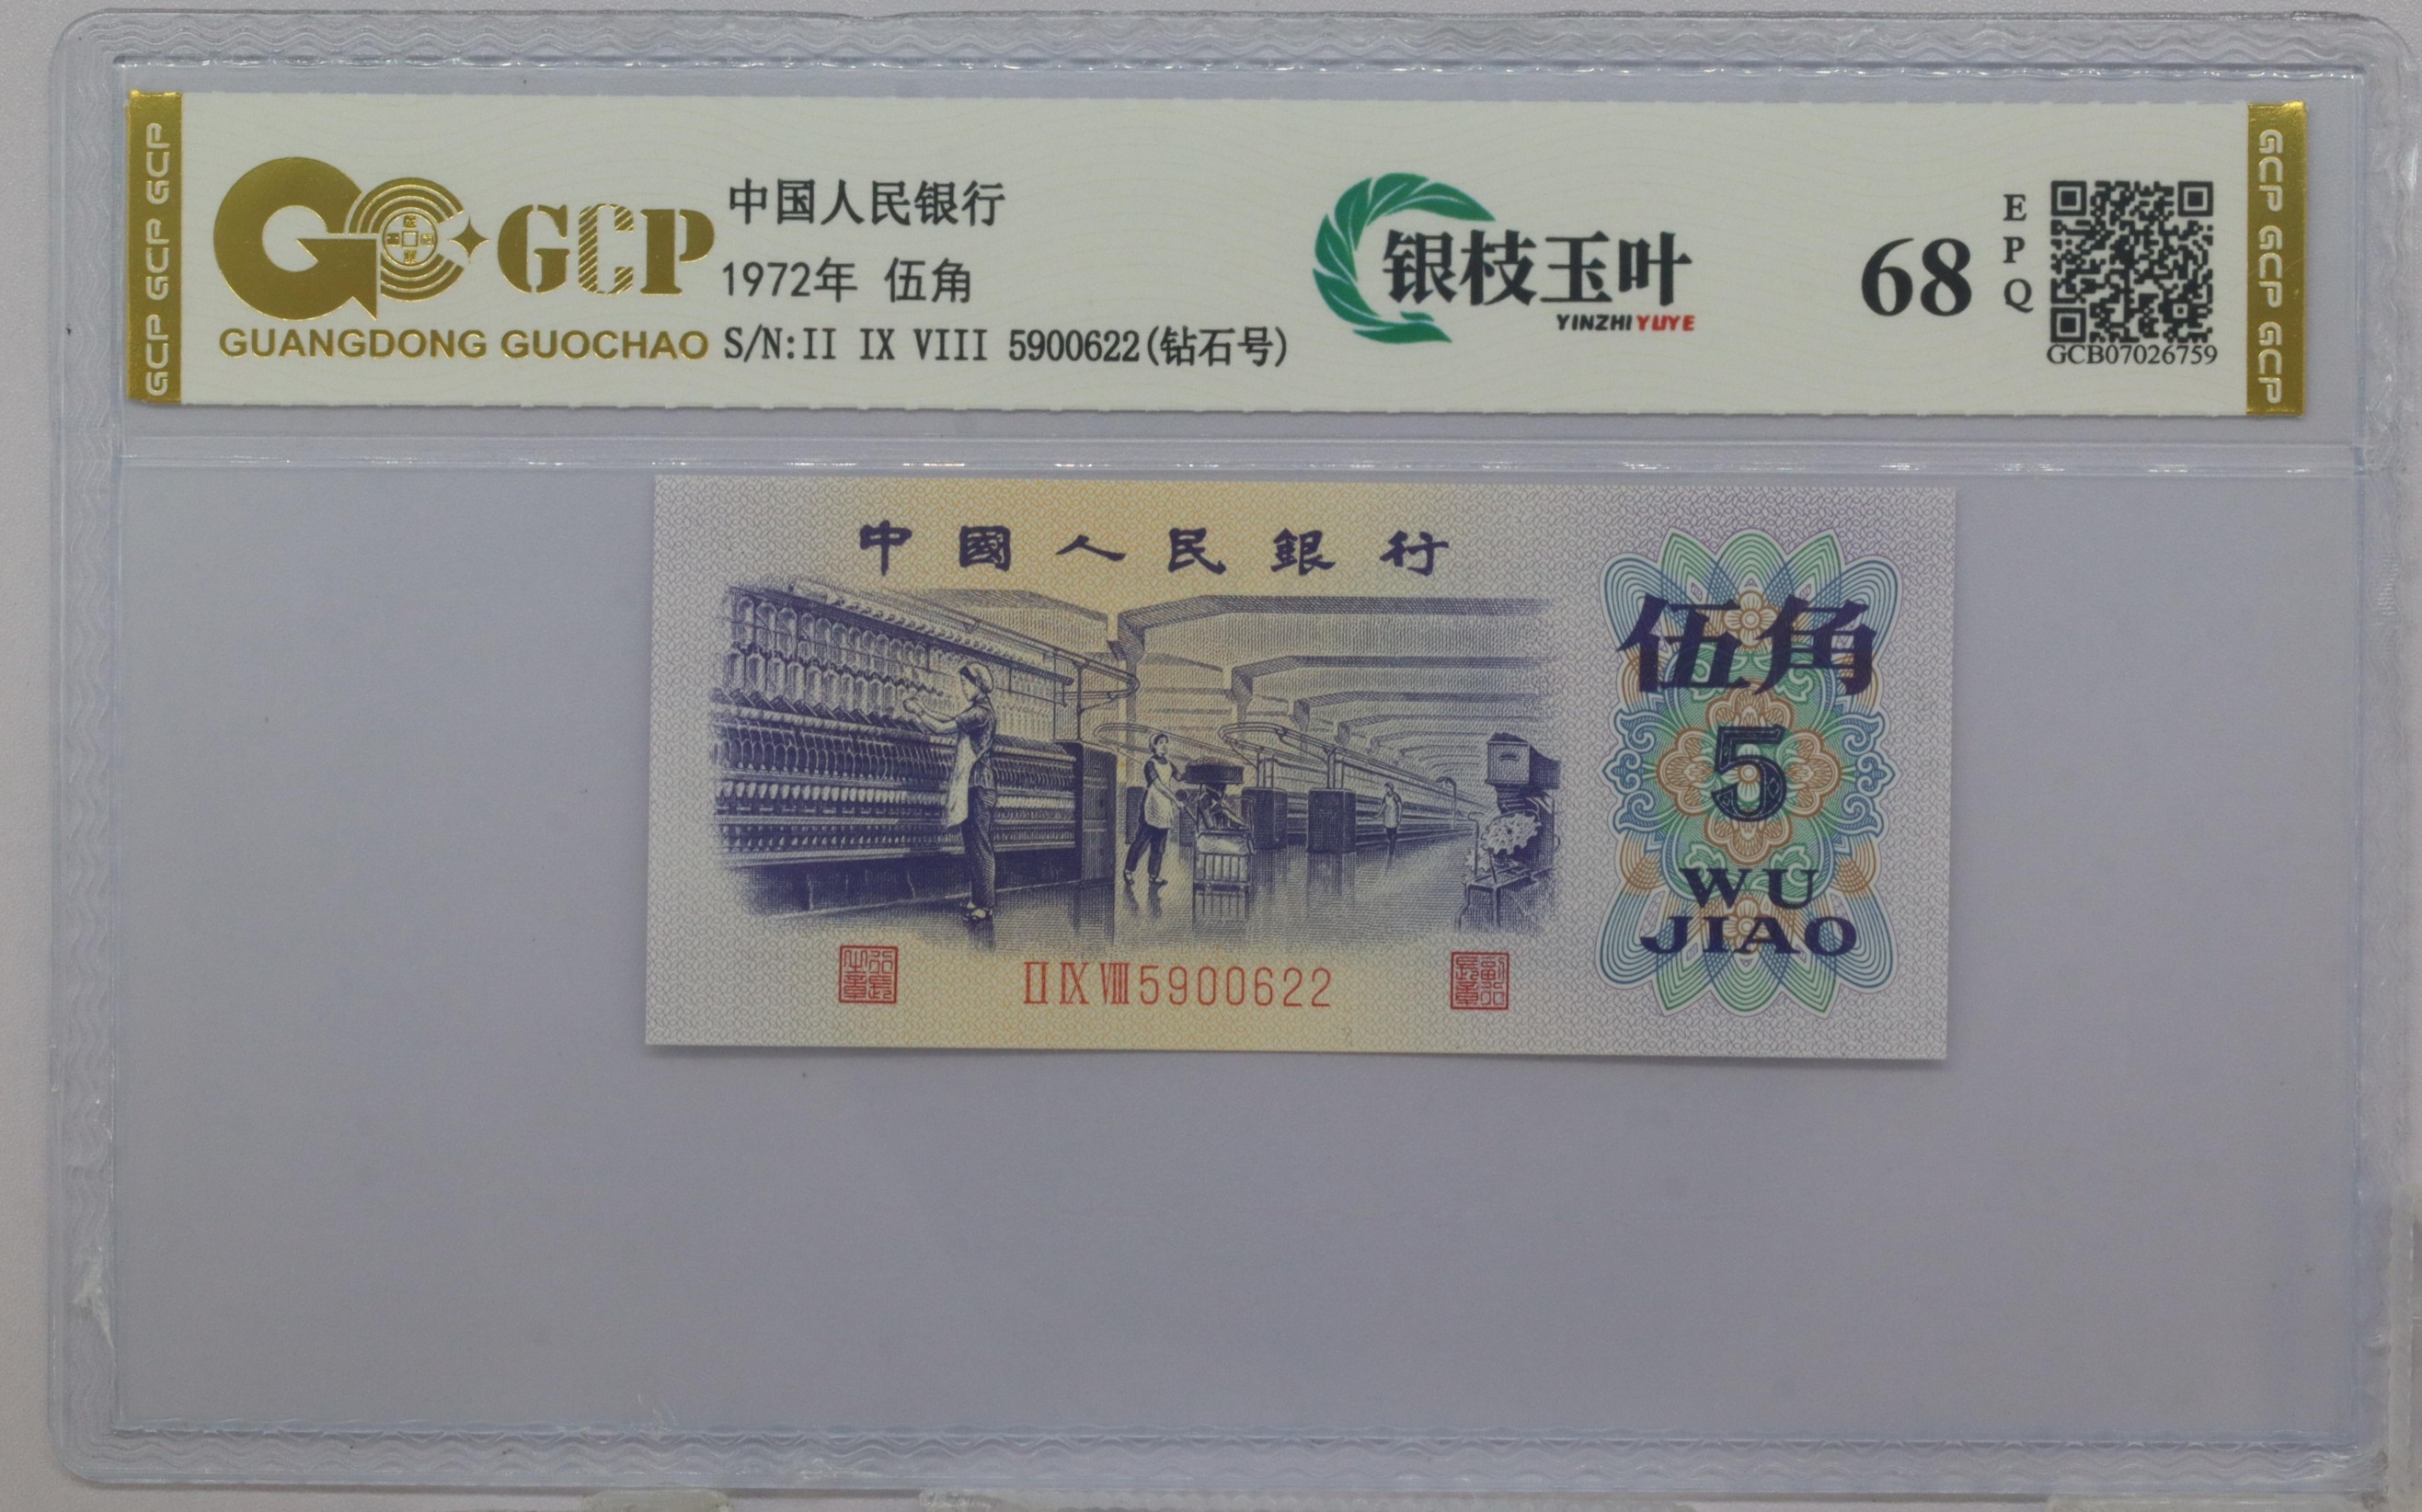 GCP GCP GCP
GCP
GUANGDONG GUOCHAO
中国人民银行
1972年 伍角
S/N:II IX VIII 5900622(钻石号)
银枝玉叶
YINZHIYUYE
68
EPQ
GCB07026759
GCP GCP GCP
中國人民銀行
伍角
5
WU
JIAO
II IX VIII 5900622